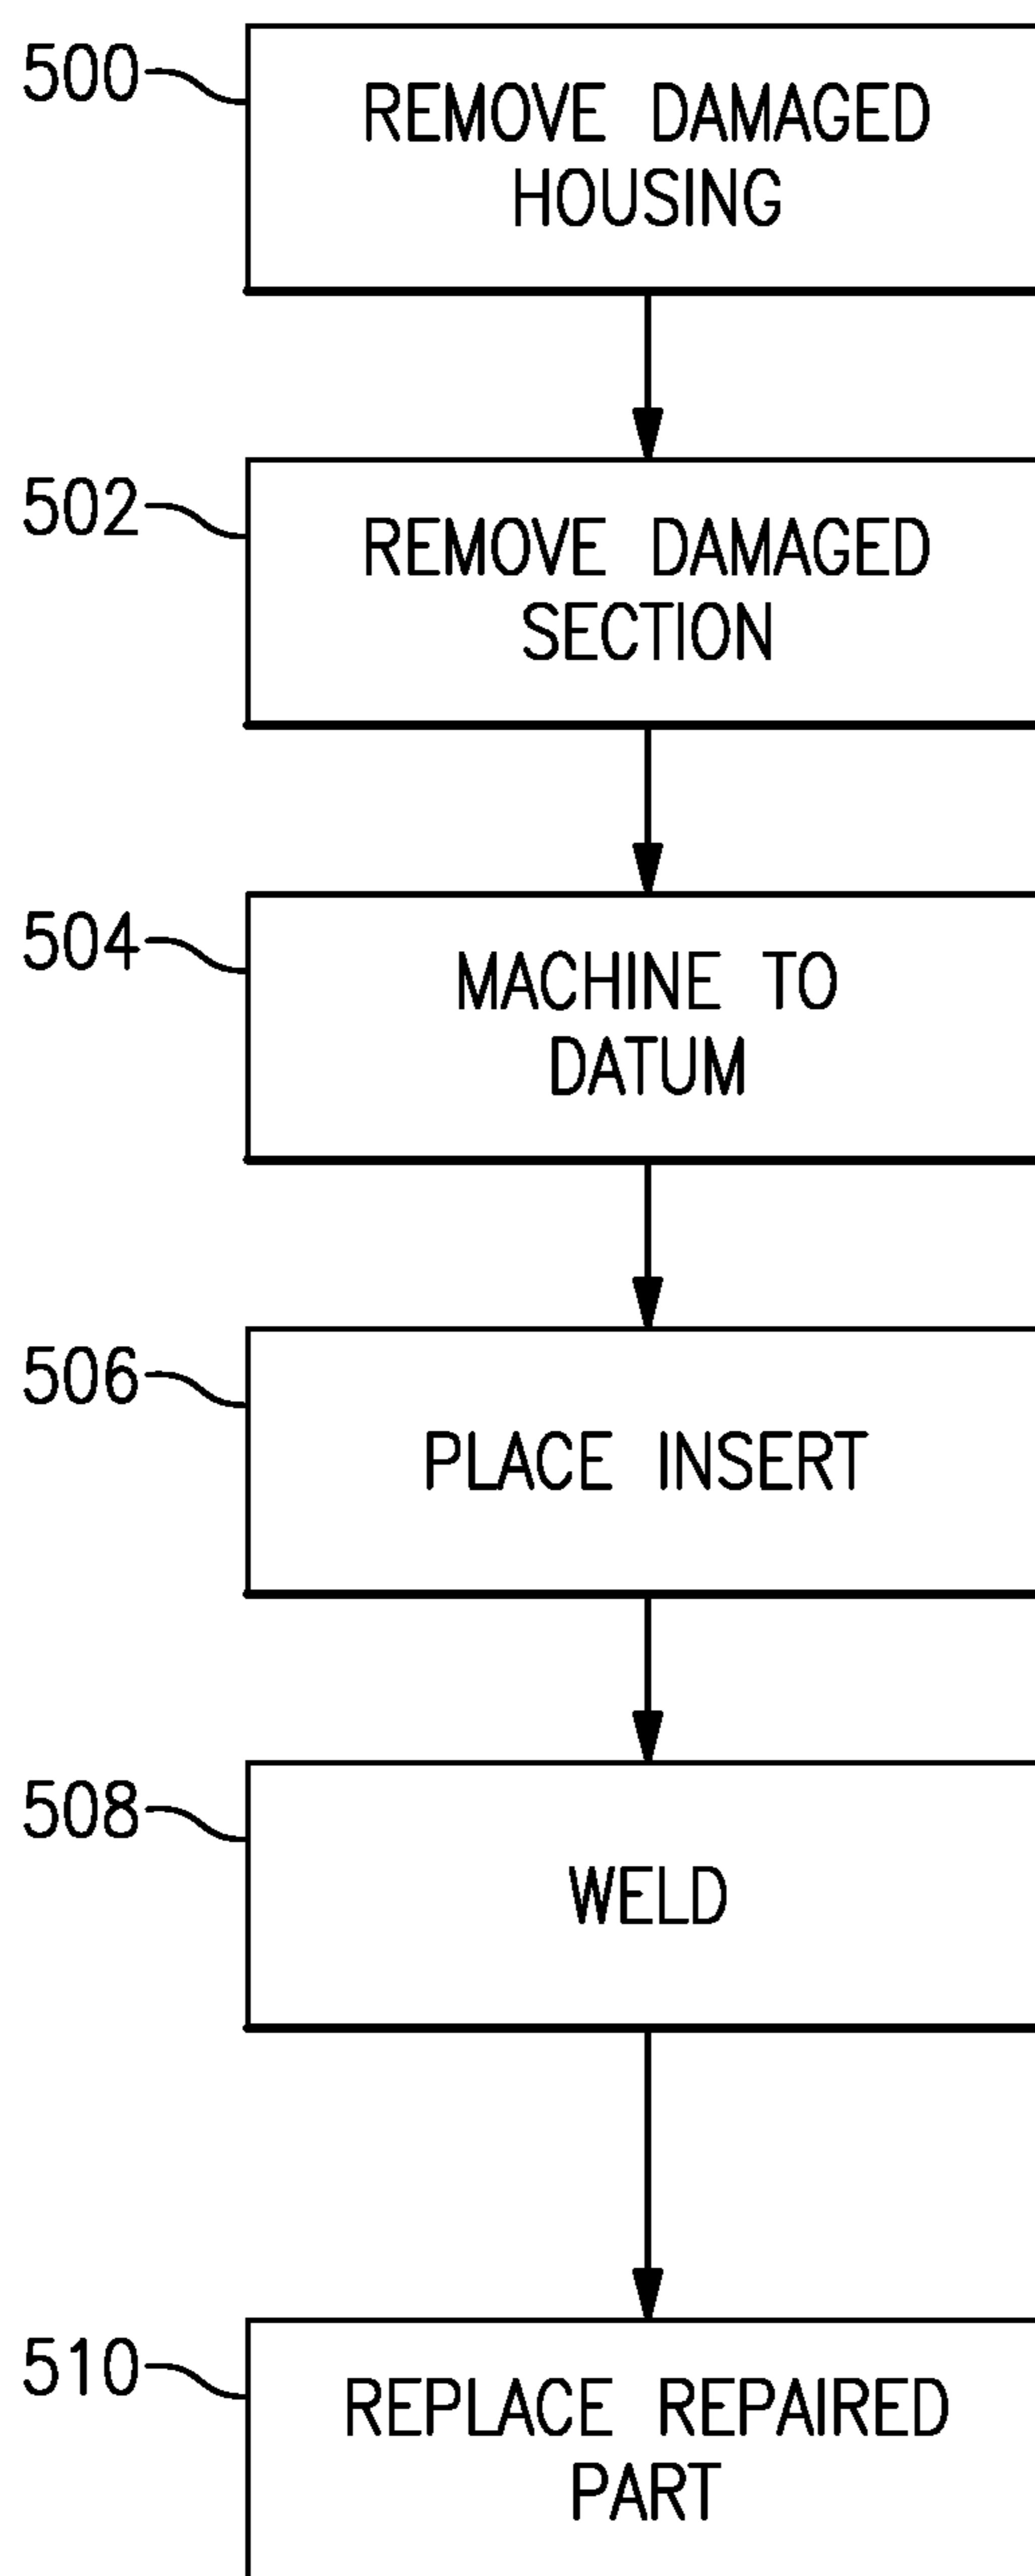 500
REMOVE DAMAGED
HOUSING
502
REMOVE DAMAGED
SECTION
504
MACHINE TO
DATUM
506
PLACE INSERT
508
WELD
510
REPLACE REPAIRED
PART